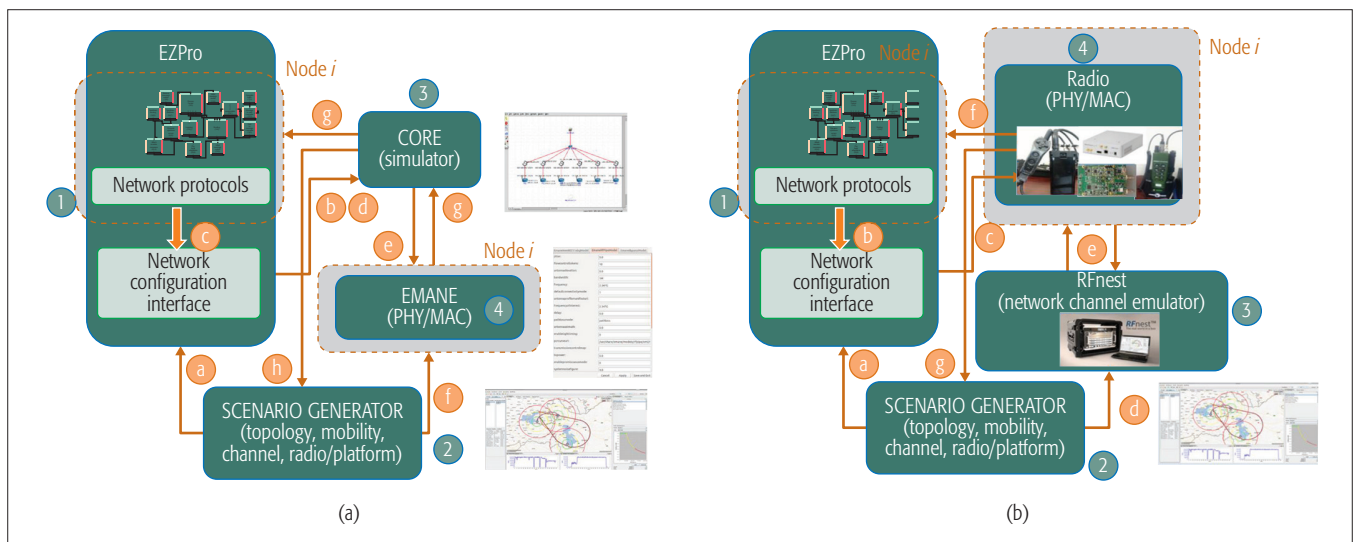 EZPro
Node i
1
Network protocols
c
Network
configuration
interface
g
3
CORE
(simulator)
b
d
e
g
Node i
EMANE
(PHY/MAC)
4
a
h
f
SCENARIO GENERATOR
(topology, mobility,
channel, radio/platform)
2
(a)
EZPro
Node i
1
Network protocols
b
Network
configuration
interface
4
Node i
Radio
(PHY/MAC)
f
c
e
RFnest
(network channel emulator)
RFnest
3
a
g
d
SCENARIO GENERATOR
(topology, mobility,
channel, radio/platform)
2
(b)